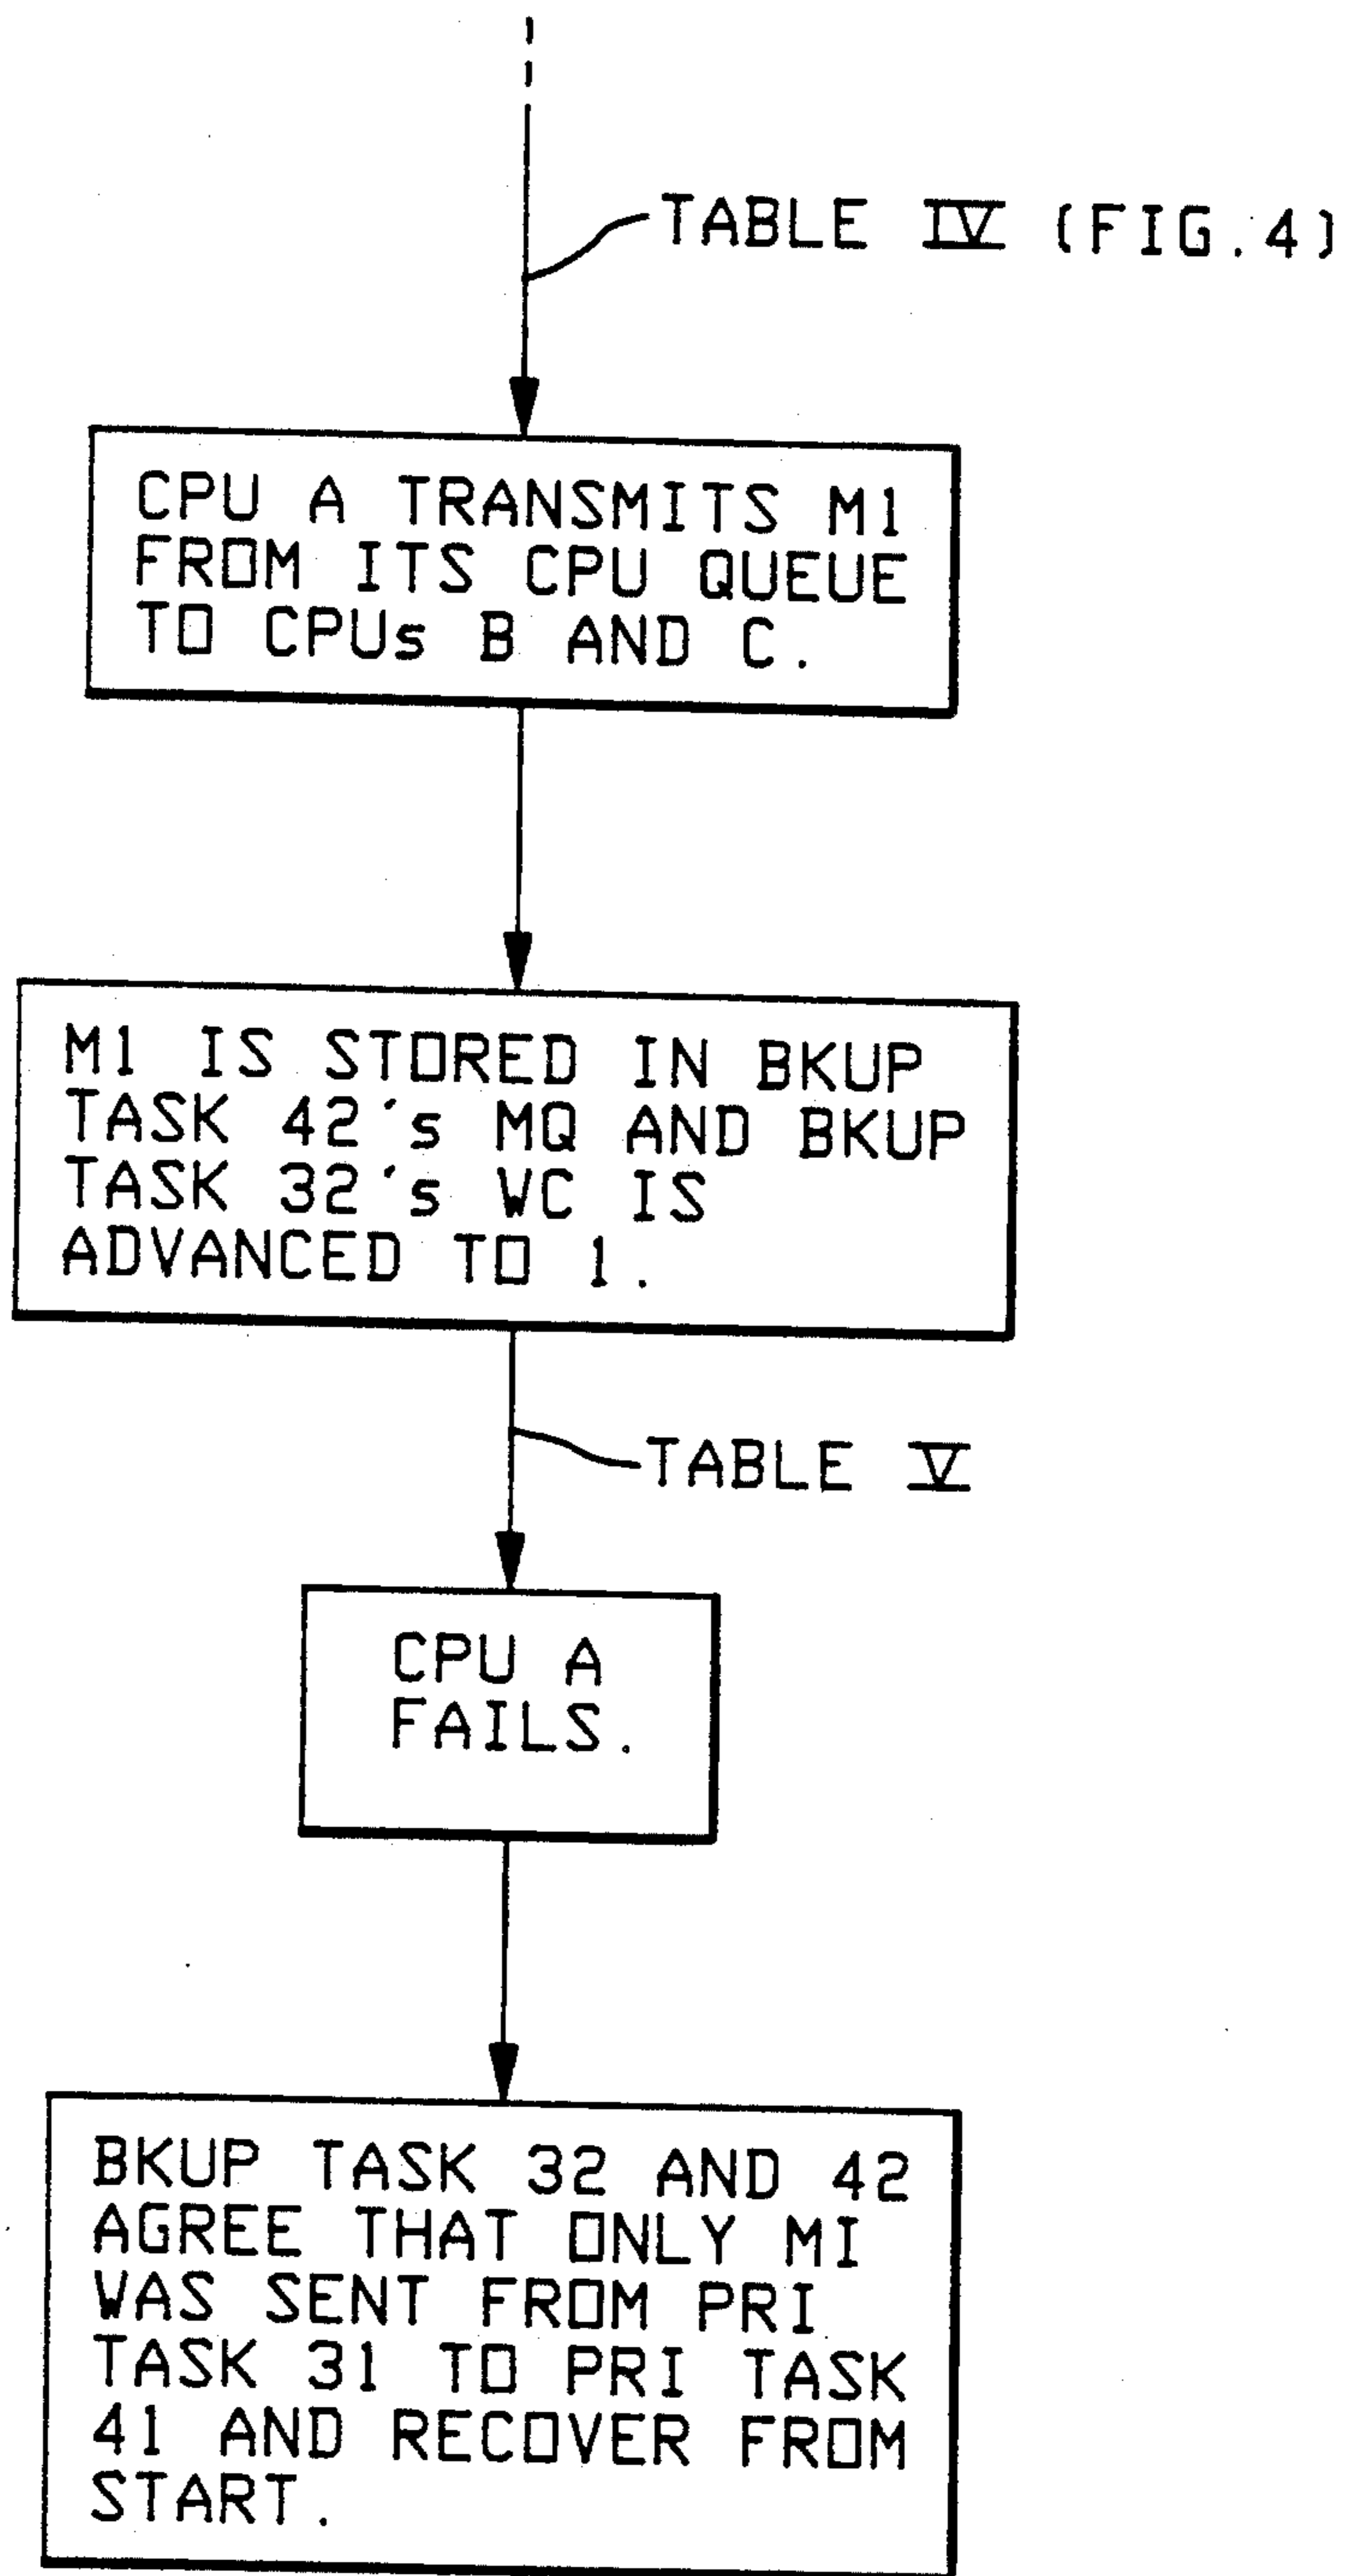 TABLE IV (FIG. 4)
CPU A TRANSMITS M1
FROM ITS CPU QUEUE
TO CPUs B AND C.
M1 IS STORED IN BKUP
TASK 42's MQ AND BKUP
TASK 32's WC IS
ADVANCED TO 1.
TABLE V
CPU A
FAILS.
BKUP TASK 32 AND 42
AGREE THAT ONLY MI
WAS SENT FROM PRI
TASK 31 TO PRI TASK
41 AND RECOVER FROM
START.